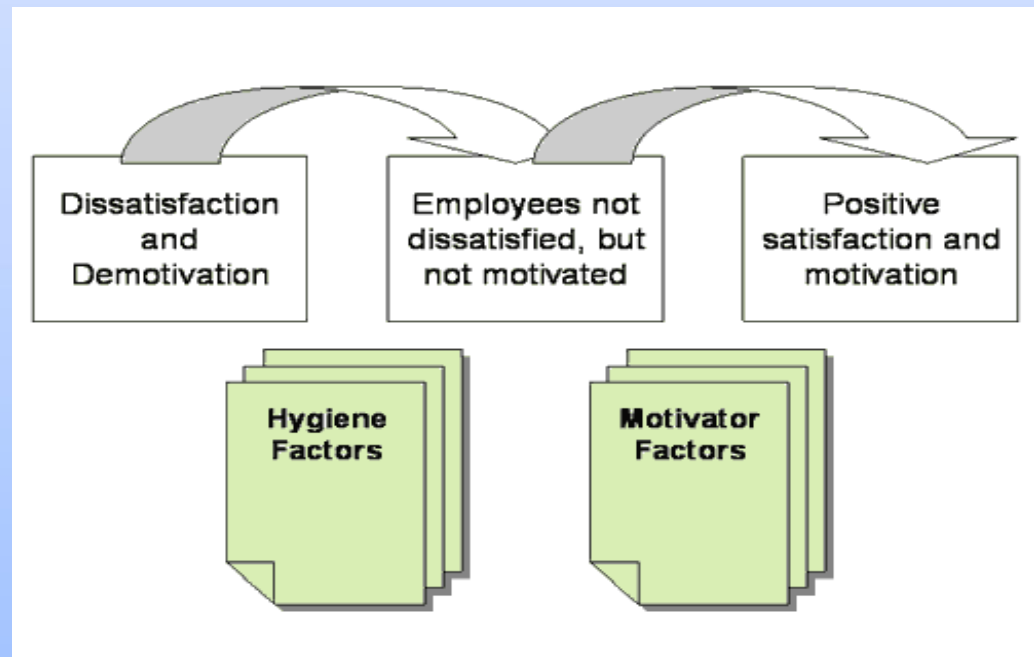 Dissatisfaction
and
Demotivation
Employees not
dissatisfied, but
not motivated
Positive
satisfaction and
motivation
Hygiene
Factors
Motivator
Factors